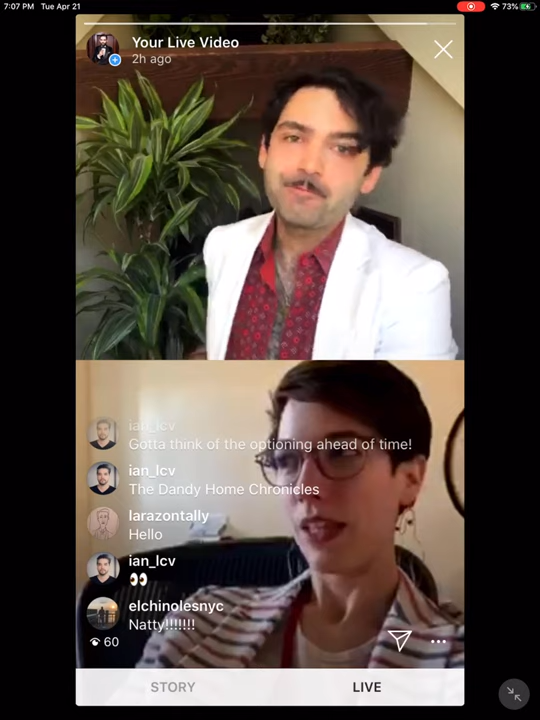 7:07 PM Tue Apr 21
73%
Your Live Video
2h ago
ian_lcv
Gotta think of the optioning ahead of time!
ian_lcv
The Dandy Home Chronicles
larazontally
Hello
ian_lcv
👀
elchinolesnyc
Natty!!!!!!!
60
STORY
LIVE